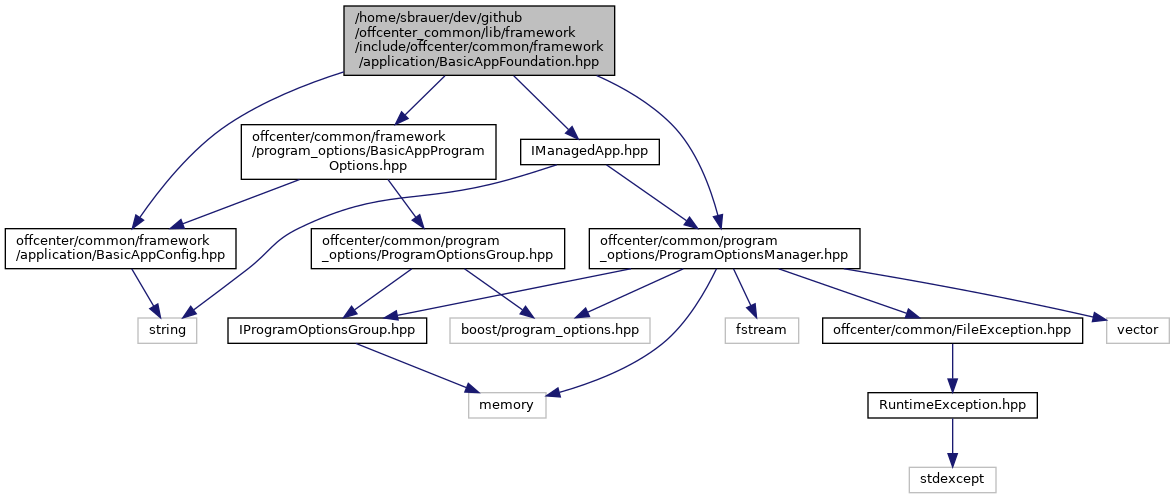 /home/sbrauer/dev/github
/offcenter_common/lib/framework
/include/offcenter/common/framework
/application/BasicAppFoundation.hpp
offcenter/common/framework
/program_options/BasicAppProgram
Options.hpp
IManagedApp.hpp
offcenter/common/framework
/application/BasicAppConfig.hpp
offcenter/common/program
_options/ProgramOptionsGroup.hpp
offcenter/common/program
_options/ProgramOptionsManager.hpp
string
IProgramOptionsGroup.hpp
boost/program_options.hpp
fstream
offcenter/common/FileException.hpp
vector
memory
RuntimeException.hpp
stdexcept